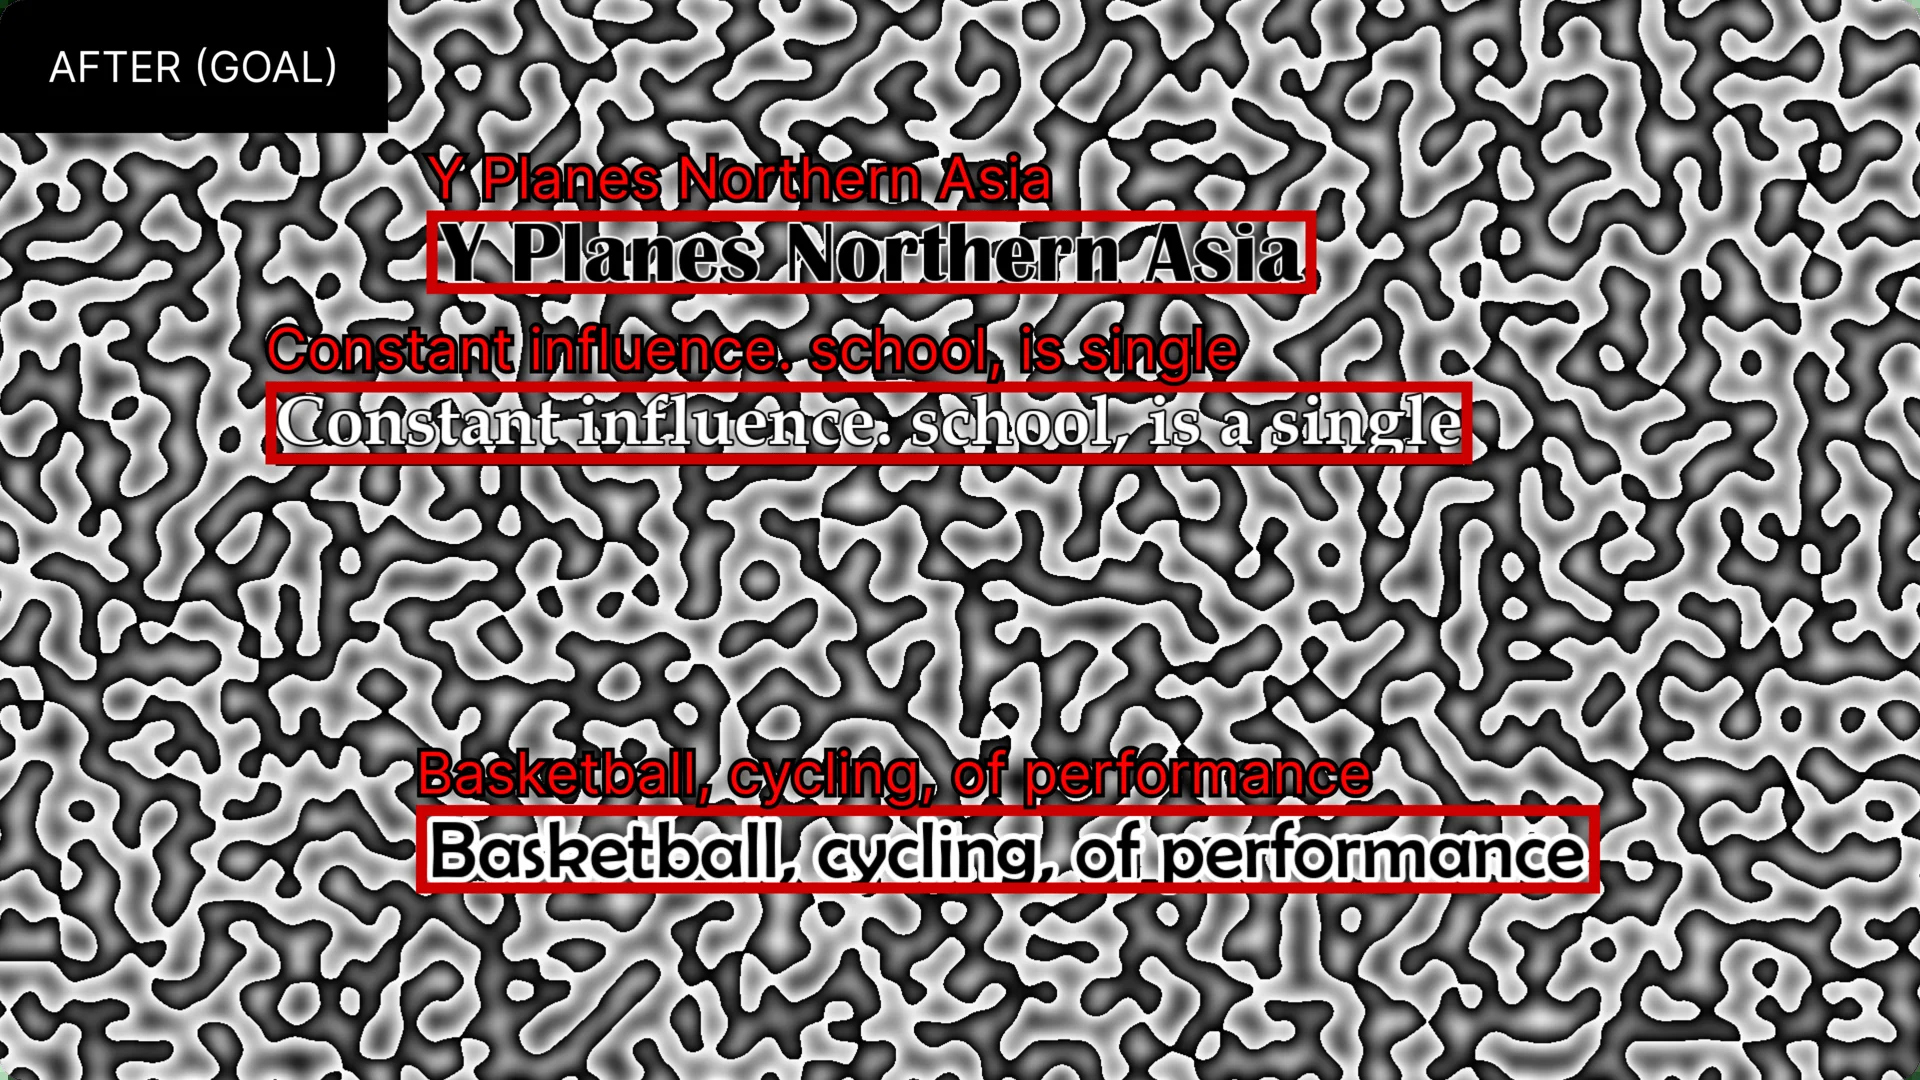 AFTER (GOAL)
Y Planes Northern Asia
Y Planes Northern Asia
Constant influence. school, is single
Constant influence. school, is a single
Basketball, cycling, of performance
Basketball, cycling, of performance